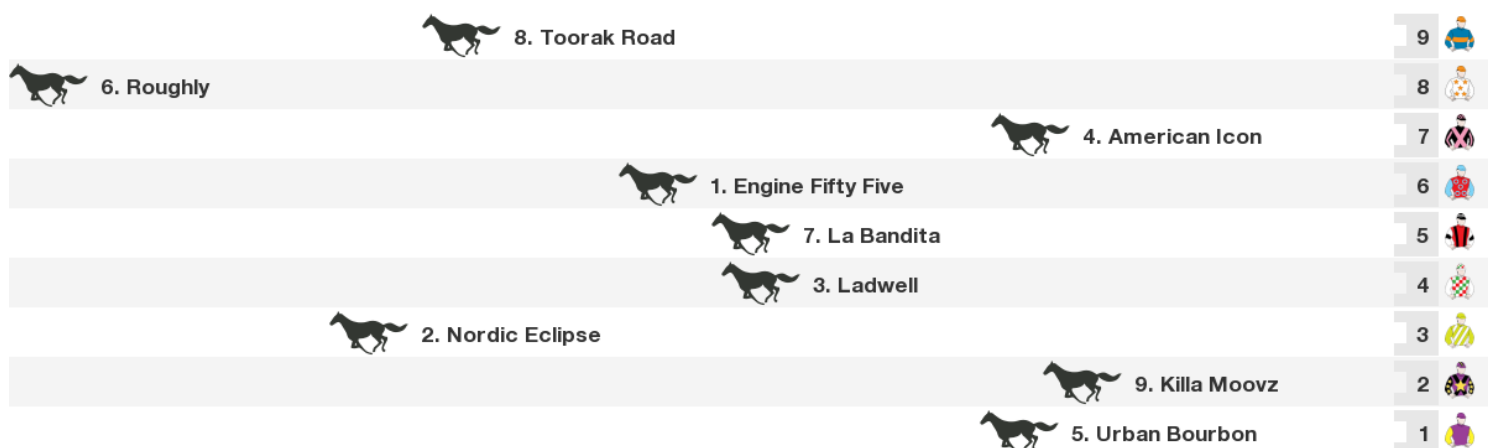 8. Toorak Road 9
6. Roughly 8
4. American Icon 7
1. Engine Fifty Five 6
7. La Bandita 5
3. Ladwell 4
2. Nordic Eclipse 3
9. Killa Moovz 2
5. Urban Bourbon 1